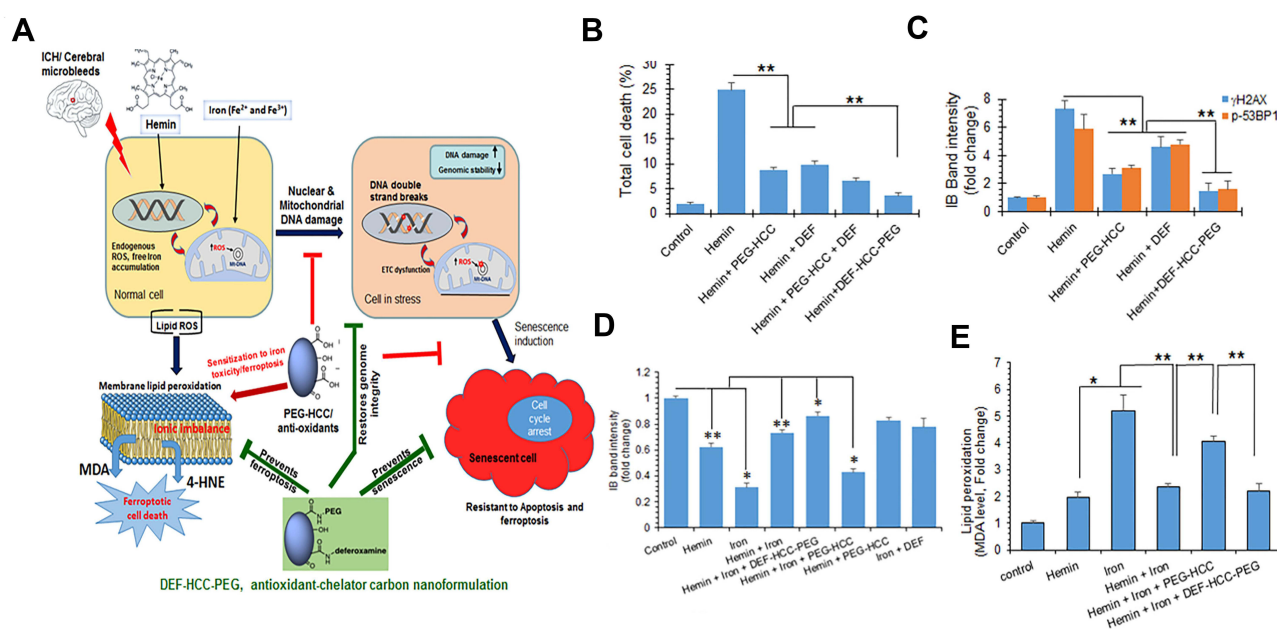 A
ICH/ Cerebral
microbleeds
Hemin
Iron (Fe²⁺ and Fe³⁺)
Endogenous
ROS, free Iron
accumulation
ROS
Mt-DNA
Normal cell
Nuclear &
Mitochondrial
DNA damage
DNA damage
Genomic stability
DNA double
strand breaks
ETC dysfunction
ROS
Mt-DNA
Cell in stress
Lipid ROS
Membrane lipid peroxidation
Sensitization to iron
toxicity/ferroptosis
PEG-HCC/
anti-oxidants
Restores genome
integrity
Senescence
induction
Ionic imbalance
MDA
4-HNE
Ferroptotic
cell death
Prevents
ferroptosis
Prevents
senescence
Cell
cycle
arrest
Senescent cell
Resistant to Apoptosis and
ferroptosis
PEG
deferoxamine
DEF-HCC-PEG, antioxidant-chelator carbon nanoformulation
B
Total cell death (%)
30
25
20
15
10
5
0
**
**
Control
Hemin
Hemin+ PEG-HCC
Hemin + DEF
Hemin + PEG-HCC + DEF
Hemin+DEF-HCC-PEG
C
IB Band intensity
(fold change)
8
6
4
2
0
**
**
γH2AX
p-53BP1
Control
Hemin
Hemin + PEG-HCC
Hemin + DEF
Hemin+DEF-HCC-PEG
D
IB band intensity
(fold change)
1.2
1
0.8
0.6
0.4
0.2
0
**
*
**
*
*
Control
Hemin
Iron
Hemin + Iron
Hemin + Iron + DEF-HCC-PEG
Hemin + Iron + PEG-HCC
Hemin + PEG-HCC
Iron + DEF
E
Lipid peroxidation
(MDA level, Fold change)
7
6
5
4
3
2
1
0
*
**
**
**
control
Hemin
Iron
Hemin + Iron
Hemin + Iron + PEG-HCC
Hemin + Iron + DEF-HCC-PEG